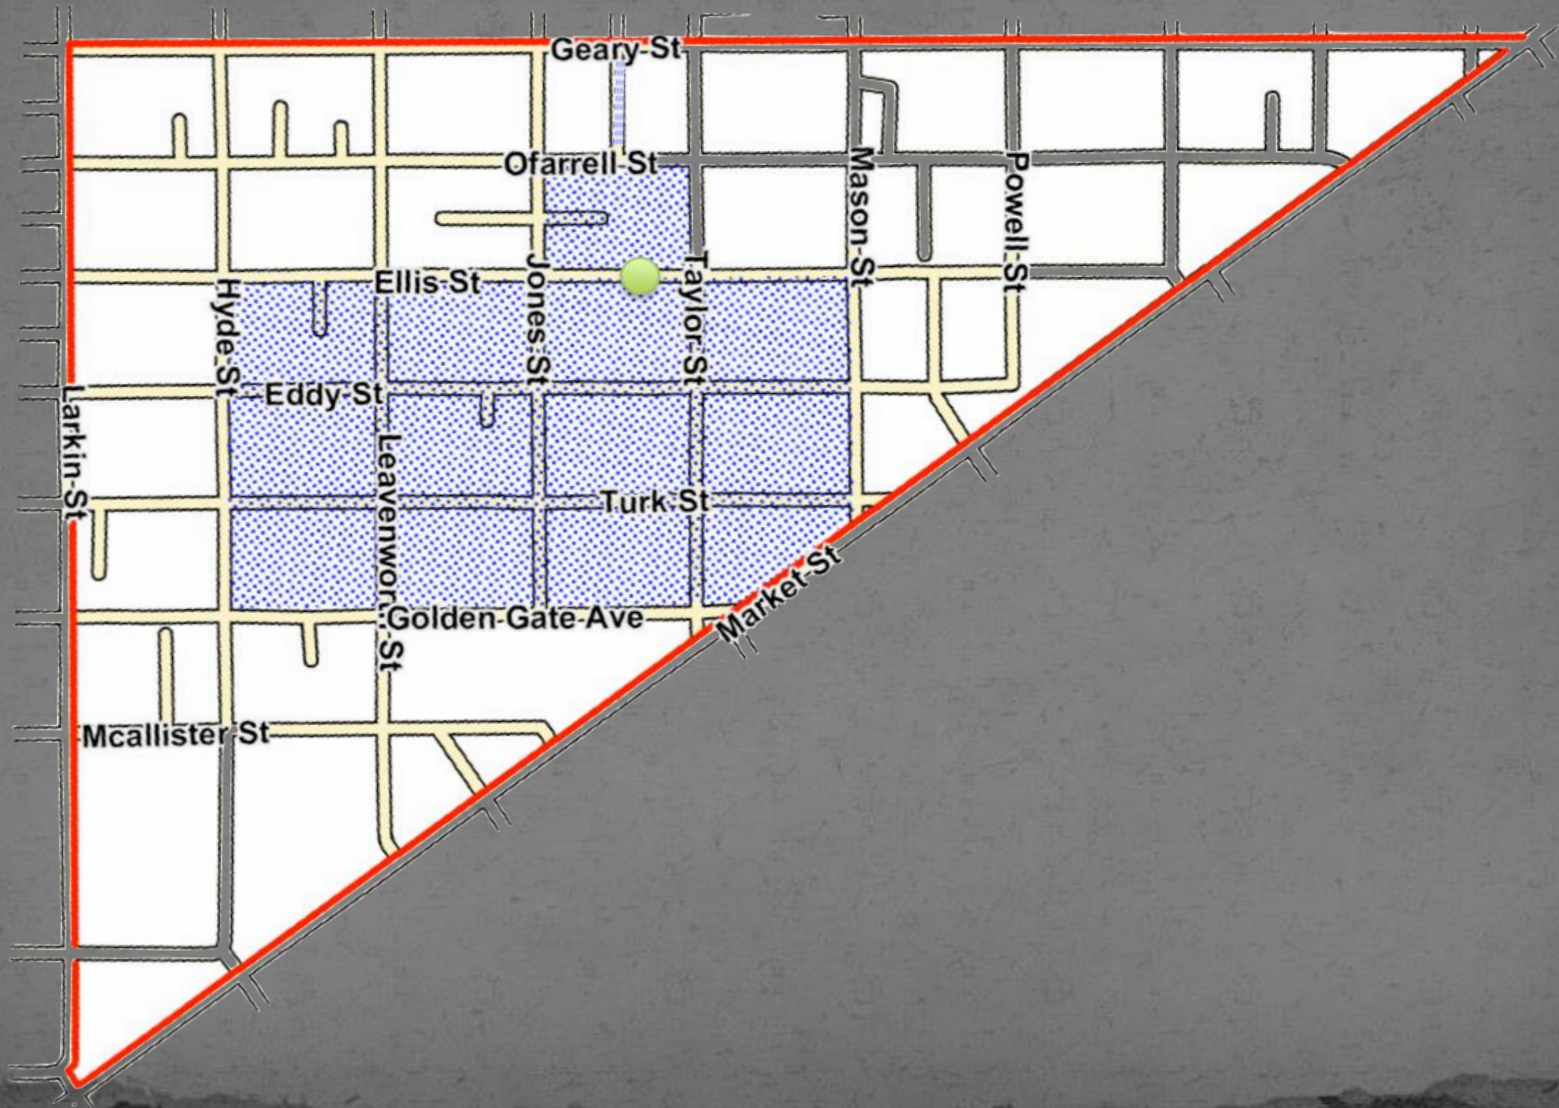 Geary St
Ofarrell St
Mason St
Powell St
Ellis St
Jones St
Taylor St
Hyde St
Eddy St
Larkin St
Leavenwor
St
Turk St
Market St
Golden Gate Ave
Mcallister St